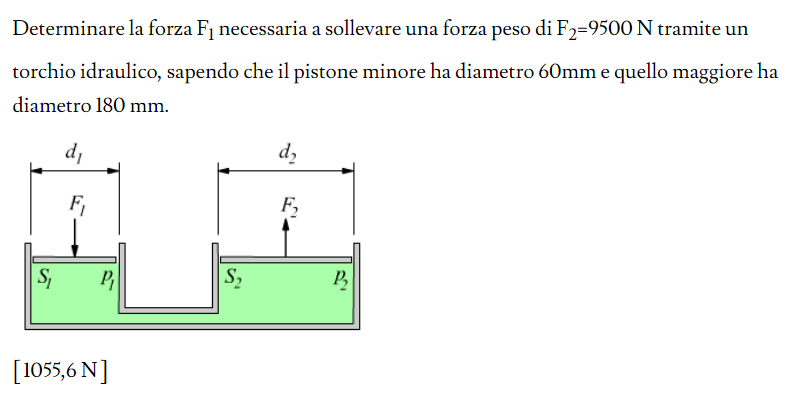 Determinare la forza F₁ necessaria a sollevare una forza peso di F₂=9500 N tramite un
torchio idraulico, sapendo che il pistone minore ha diametro 60mm e quello maggiore ha
diametro 180 mm.
d₁ d₂
F₁ F₂
S₁ P₁ S₂ P₂
[1055,6 N]